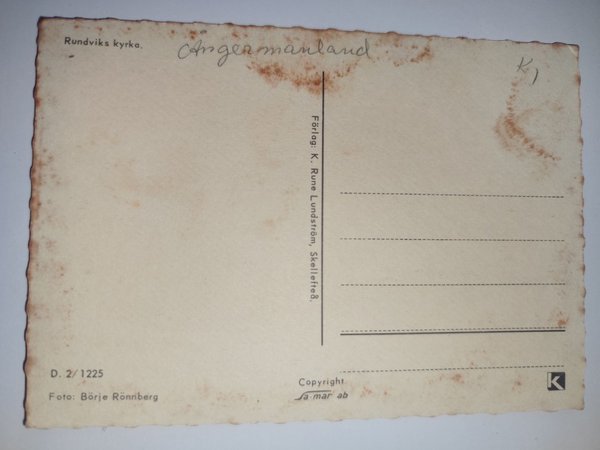 Rundviks kyrka.
Ångermanland
K1
Förlag: K. Rune Lundström, Skellefteå.
D. 2/1225
Foto: Börje Rönnberg
Copyright
sa-mar ab
K